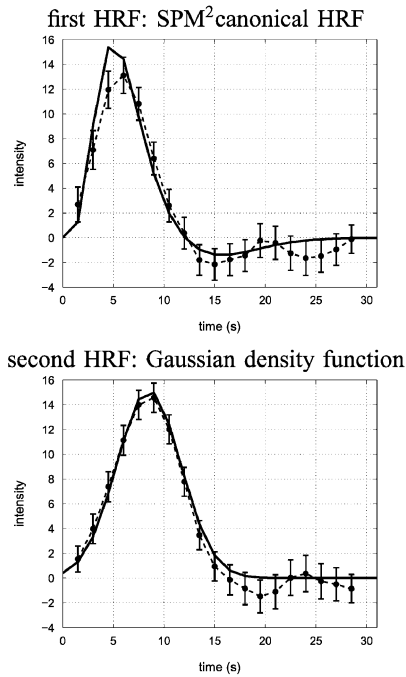 first HRF: SPM²canonical HRF
16
14
12
10
8
6
4
2
0
−2
−4
intensity
0 5 10 15 20 25 30
time (s)
second HRF: Gaussian density function
16
14
12
10
8
6
4
2
0
−2
−4
intensity
0 5 10 15 20 25 30
time (s)